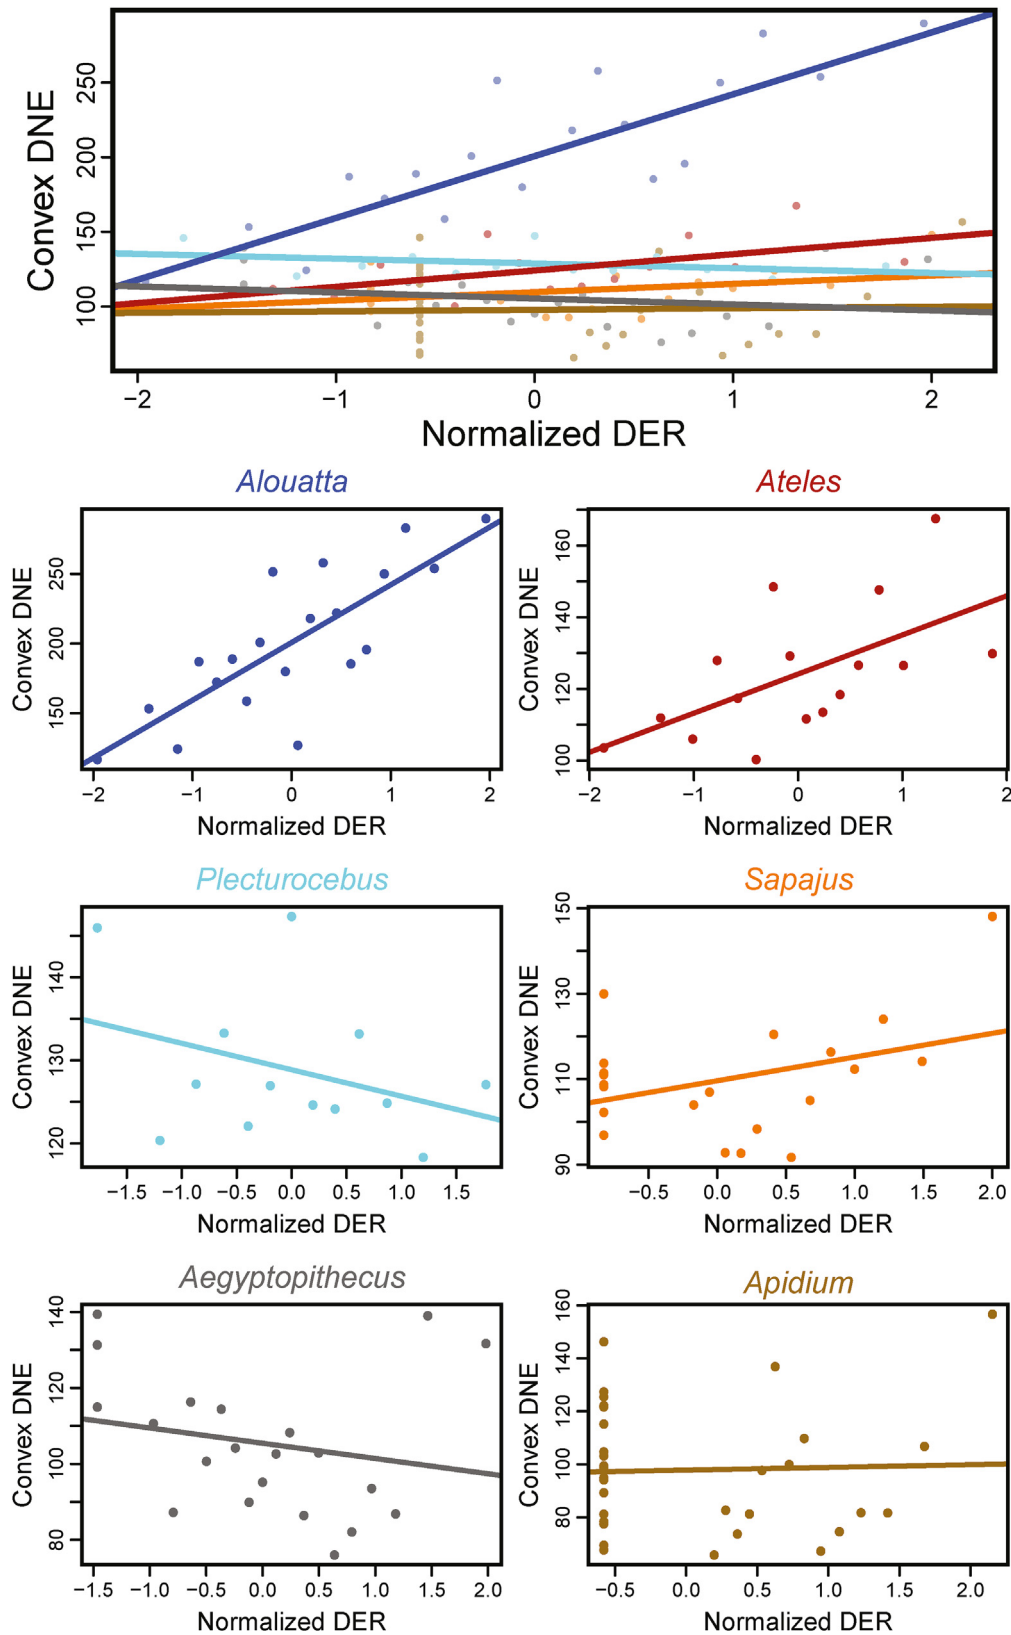 Convex DNE
250
200
150
100
−2 −1 0 1 2
Normalized DER
Alouatta
Convex DNE
250
200
150
−2 −1 0 1 2
Normalized DER
Ateles
Convex DNE
160
140
120
100
−2 −1 0 1 2
Normalized DER
Plecturocebus
Convex DNE
140
130
120
−1.5 −1.0 −0.5 0.0 0.5 1.0 1.5
Normalized DER
Sapajus
Convex DNE
150
130
110
90
−0.5 0.0 0.5 1.0 1.5 2.0
Normalized DER
Aegyptopithecus
Convex DNE
140
120
100
80
−1.5 −1.0 −0.5 0.0 0.5 1.0 1.5 2.0
Normalized DER
Apidium
Convex DNE
160
140
120
100
80
−0.5 0.0 0.5 1.0 1.5 2.0
Normalized DER